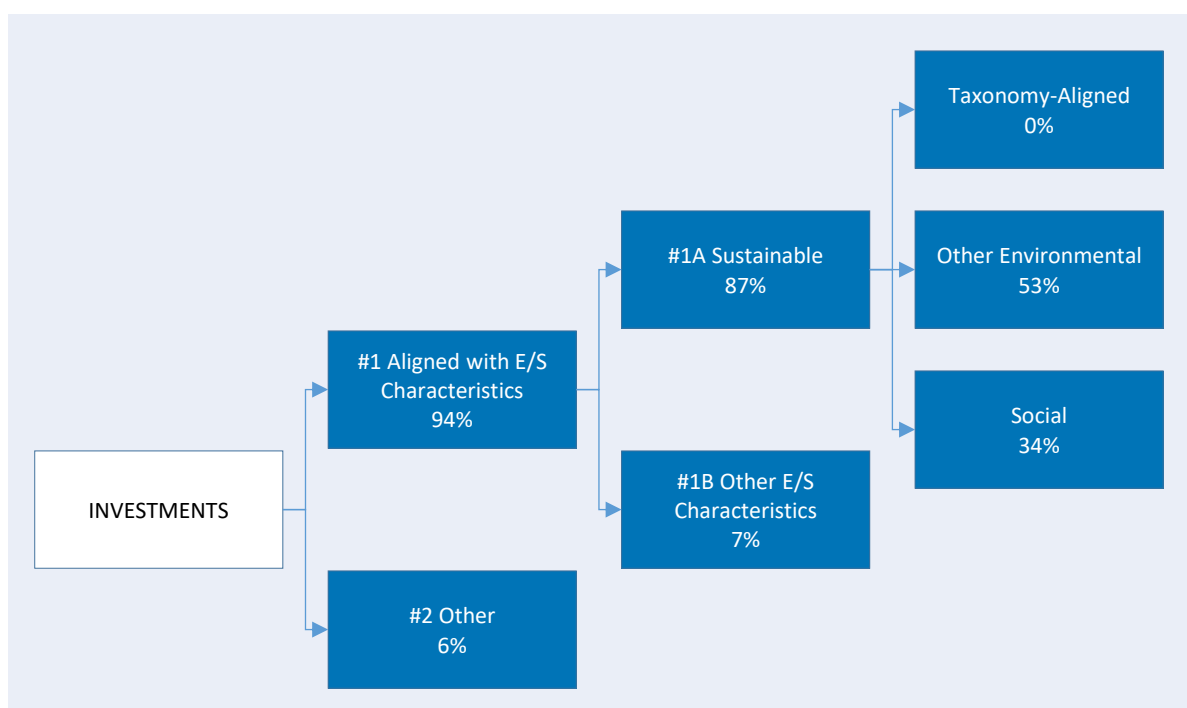 INVESTMENTS
#1 Aligned with E/S
Characteristics
94%
#2 Other
6%
#1A Sustainable
87%
#1B Other E/S
Characteristics
7%
Taxonomy-Aligned
0%
Other Environmental
53%
Social
34%